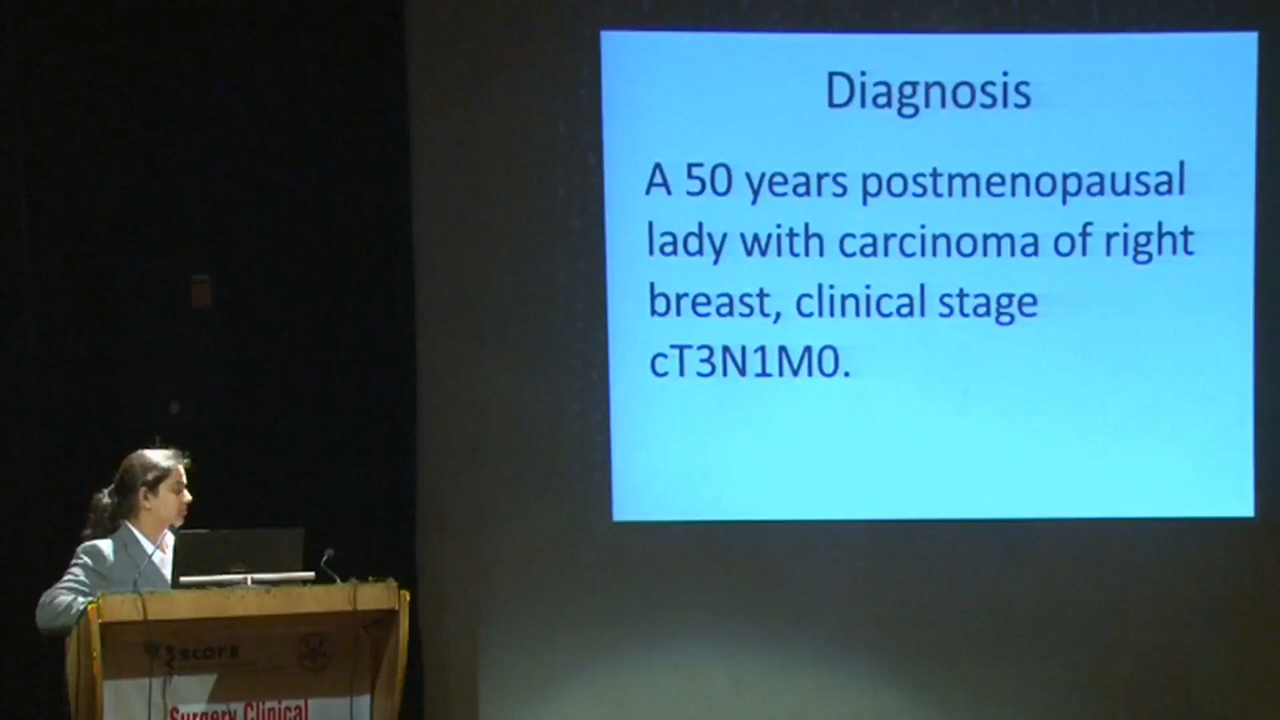 Diagnosis
A 50 years postmenopausal
lady with carcinoma of right
breast, clinical stage
cT3N1M0.
Surgery Clinical